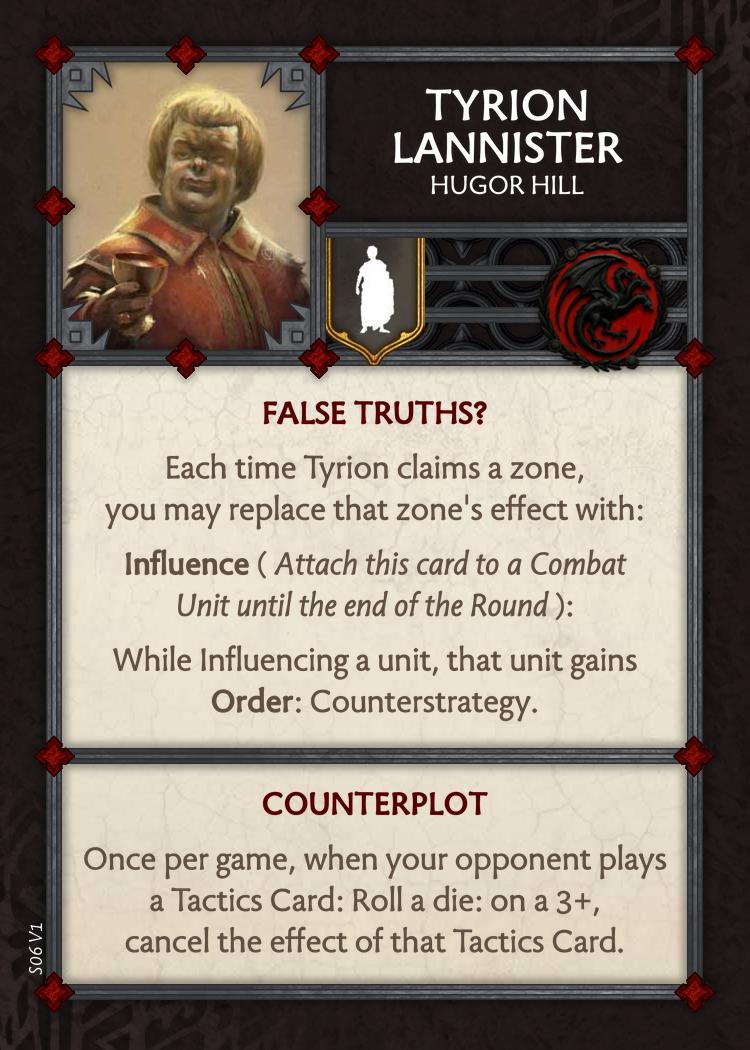 TYRION
LANNISTER
HUGOR HILL
FALSE TRUTHS?
Each time Tyrion claims a zone,
you may replace that zone's effect with:
Influence ( Attach this card to a Combat
Unit until the end of the Round ):
While Influencing a unit, that unit gains
Order: Counterstrategy.
COUNTERPLOT
Once per game, when your opponent plays
a Tactics Card: Roll a die: on a 3+,
cancel the effect of that Tactics Card.
S06 V1